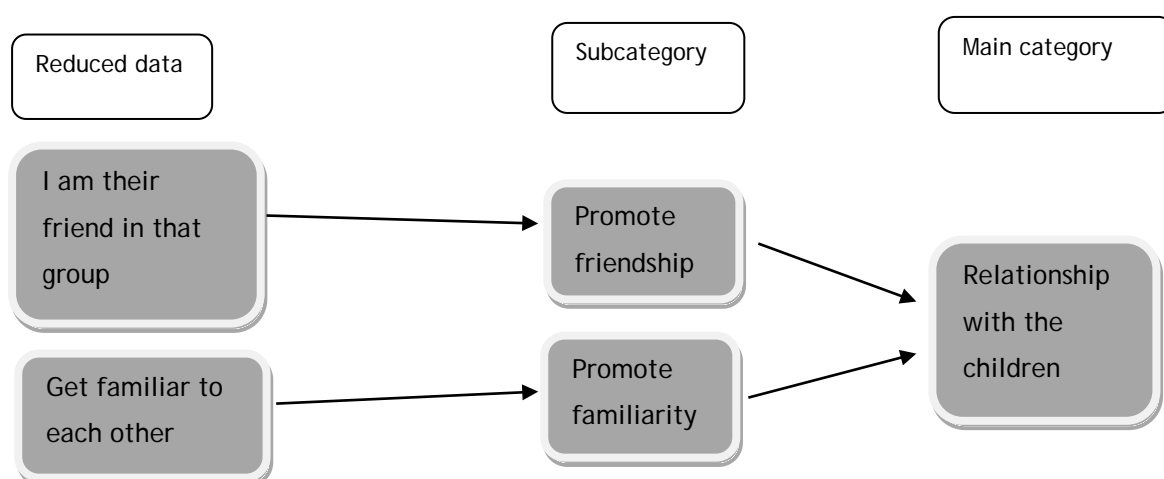 Reduced data
Subcategory
Main category
I am their
friend in that
group
Promote
friendship
Relationship
with the
children
Get familiar to
each other
Promote
familiarity